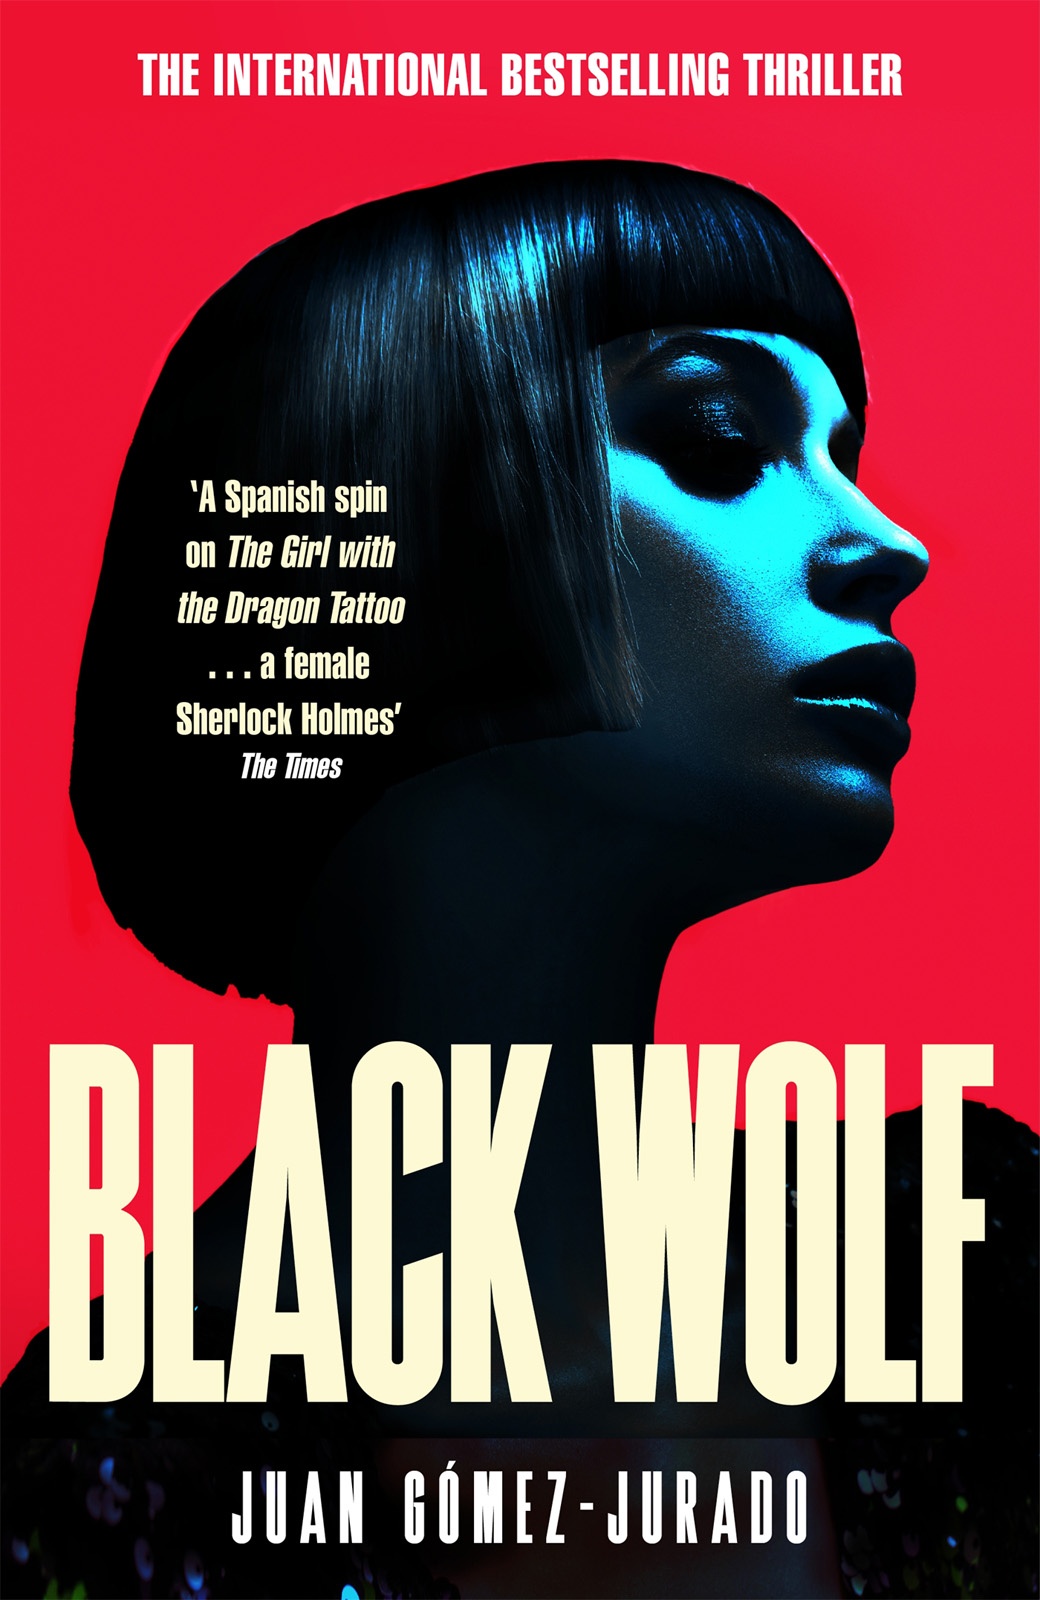 THE INTERNATIONAL BESTSELLING THRILLER
‘A Spanish spin
on The Girl with
the Dragon Tattoo
. . . a female
Sherlock Holmes’
The Times
BLACK WOLF
JUAN GÓMEZ-JURADO